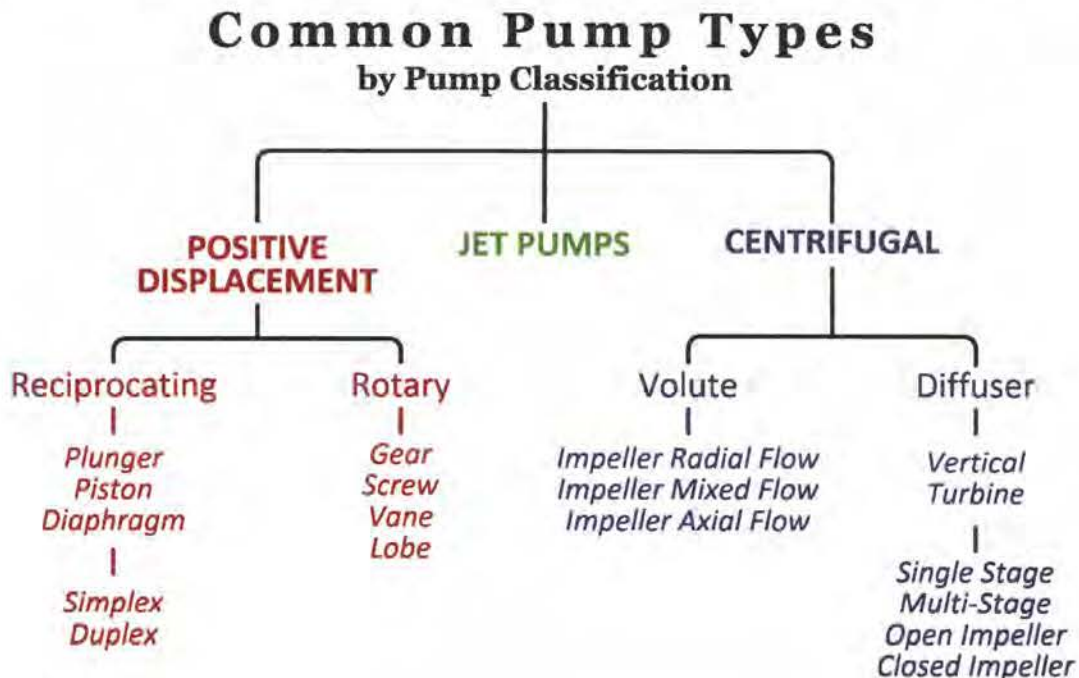 Common Pump Types
by Pump Classification
POSITIVE
DISPLACEMENT
JET PUMPS
CENTRIFUGAL
Reciprocating
Plunger
Piston
Diaphragm
Simplex
Duplex
Rotary
Gear
Screw
Vane
Lobe
Volute
Impeller Radial Flow
Impeller Mixed Flow
Impeller Axial Flow
Diffuser
Vertical
Turbine
Single Stage
Multi-Stage
Open Impeller
Closed Impeller